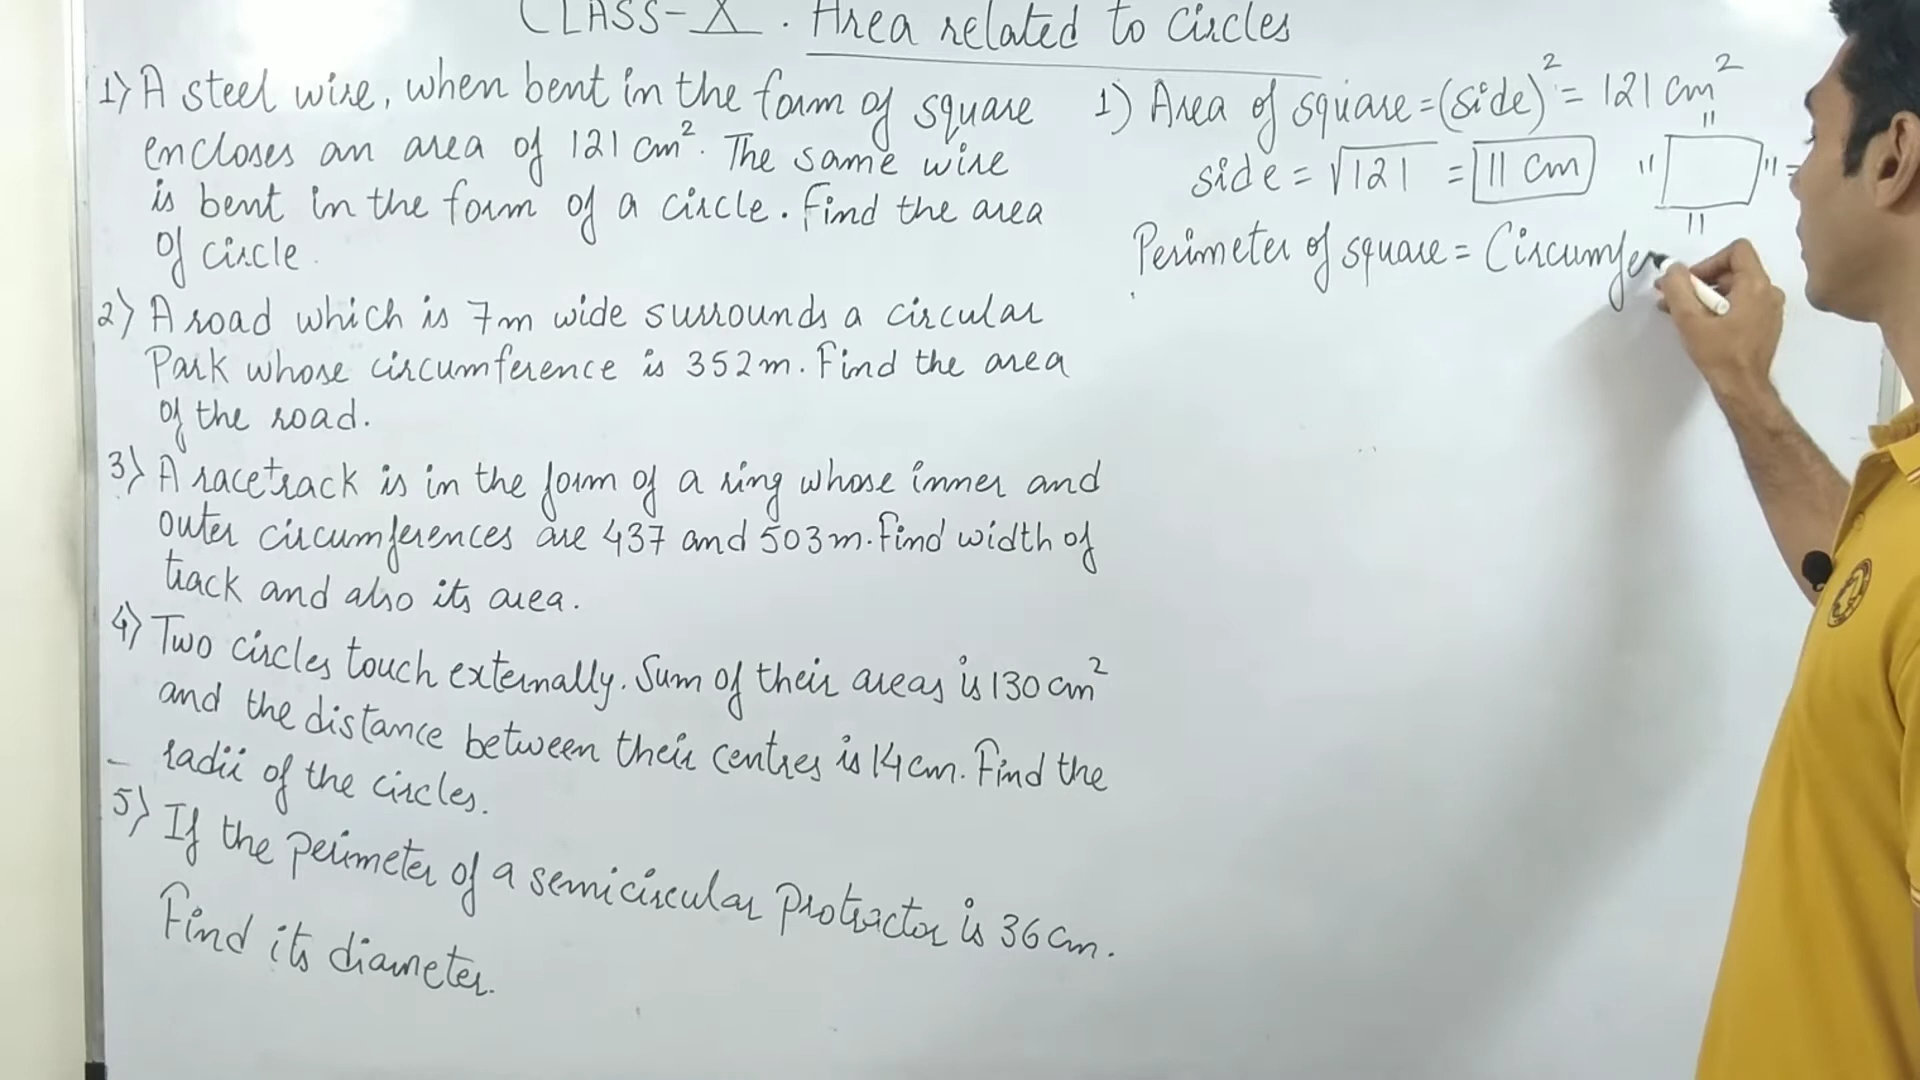 CLASS-X. Area related to Circles
1) A steel wire, when bent in the form of square
encloses an area of 121 cm². The same wire
is bent in the form of a circle. Find the area
of circle.
2) A road which is 7m wide surrounds a circular
Park whose circumference is 352m. Find the area
of the road.
3) A racetrack is in the form of a ring whose inner and
outer circumferences are 437 and 503m. Find width of
track and also its area.
4) Two circles touch externally. Sum of their areas is 130 cm²
and the distance between their centres is 14 cm. Find the
radii of the circles.
5) If the perimeter of a semicircular protractor is 36 cm.
Find its diameter.
1) Area of square = (side)² = 121 cm²
side = √121 = 11 cm
11
11 11
11
Perimeter of square = Circumfe